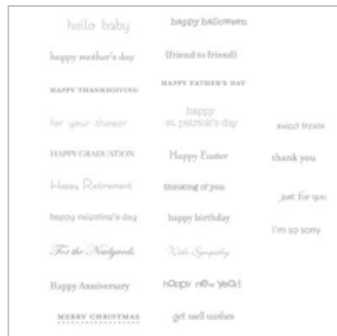 hello baby
happy mother's day
HAPPY THANKSGIVING
for your shower
HAPPY GRADUATION
Happy Retirement
happy valentine's day
For the Newlyweds
Happy Anniversary
MERRY CHRISTMAS
happy halloween
(friend to friend)
HAPPY FATHER'S DAY
happy
st. patrick's day
Happy Easter
thinking of you
happy birthday
With Sympathy
happy new year!
get well wishes
sweet treats
thank you
just for you
i'm so sorry